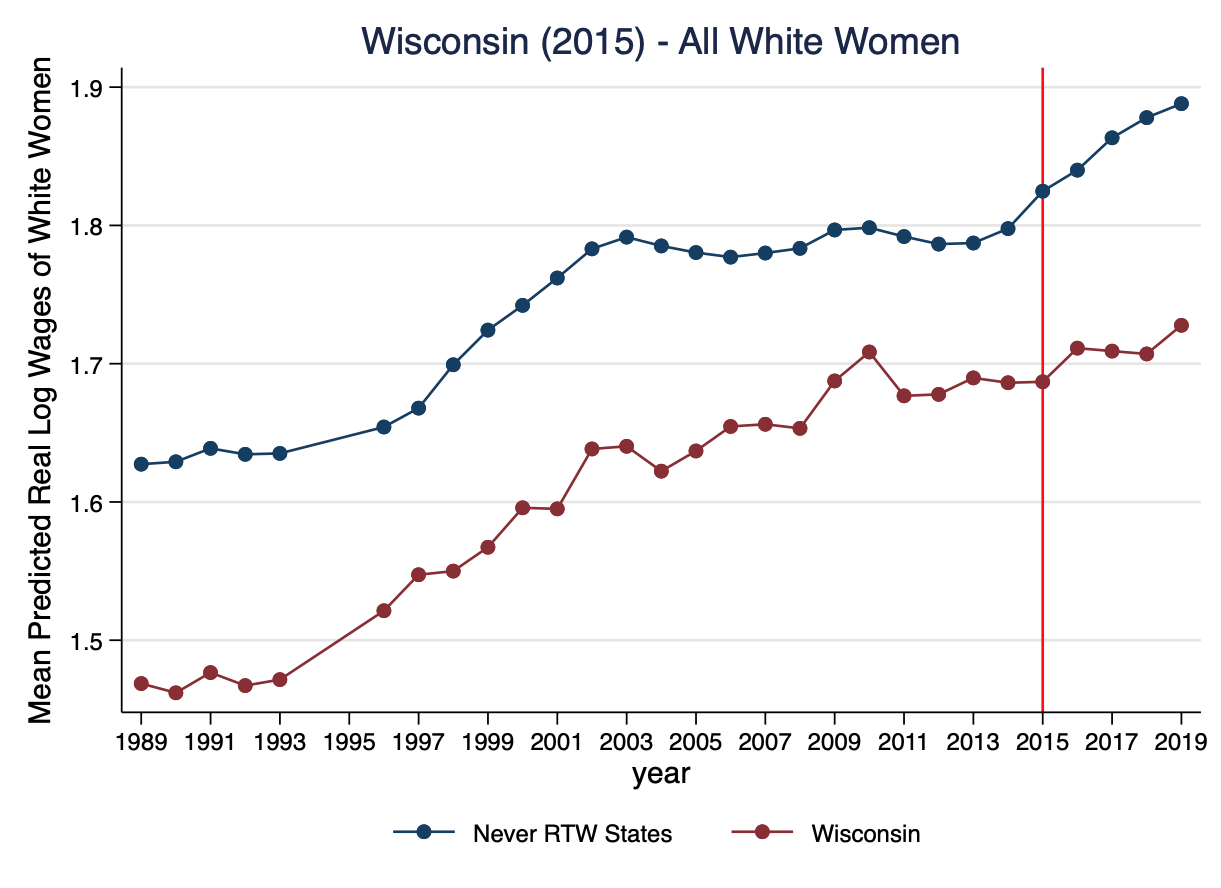 Wisconsin (2015) - All White Women
Mean Predicted Real Log Wages of White Women
1.9
1.8
1.7
1.6
1.5
1989 1991 1993 1995 1997 1999 2001 2003 2005 2007 2009 2011 2013 2015 2017 2019
year
Never RTW States Wisconsin